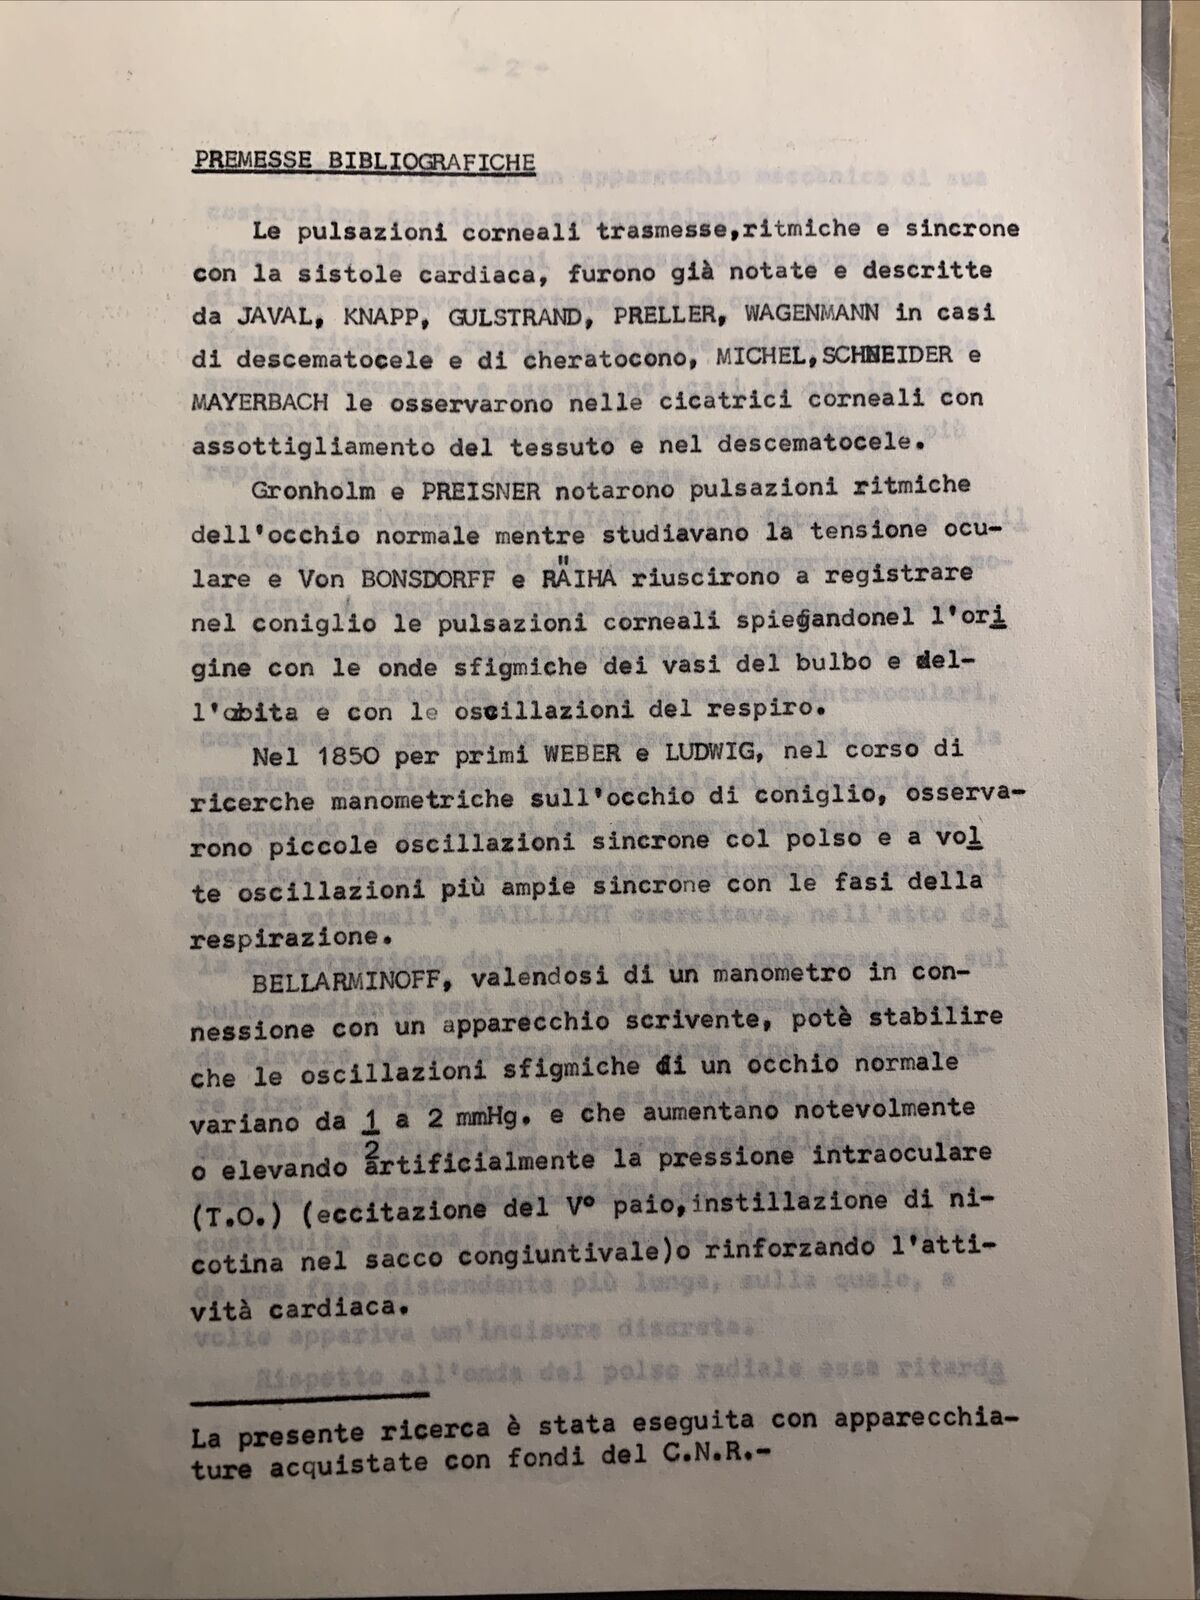 PREMESSE BIBLIOGRAFICHE
Le pulsazioni corneali trasmesse,ritmiche e sincrone
con la sistole cardiaca, furono già notate e descritte
da JAVAL, KNAPP, GULSTRAND, PRELLER, WAGENMANN in casi
di descematocele e di cheratocono, MICHEL,SCHNEIDER e
MAYERBACH le osservarono nelle cicatrici corneali con
assottigliamento del tessuto e nel descematocele.
Gronholm e PREISNER notarono pulsazioni ritmiche
dell'occhio normale mentre studiavano la tensione ocu-
lare e Von BONSDORFF e RÄIHA riuscirono a registrare
nel coniglio le pulsazioni corneali spiegandonel l'ori
gine con le onde sfigmiche dei vasi del bulbo e del-
l'obita e con le oscillazioni del respiro.
Nel 1850 per primi WEBER e LUDWIG, nel corso di
ricerche manometriche sull'occhio di coniglio, osserva-
rono piccole oscillazioni sincrone col polso e a vol
te oscillazioni più ampie sincrone con le fasi della
respirazione.
BELLARMINOFF, valendosi di un manometro in con-
nessione con un apparecchio scrivente, potè stabilire
che le oscillazioni sfigmiche di un occhio normale
variano da 1/2 a 2 mmHg. e che aumentano notevolmente
o elevando artificialmente la pressione intraoculare
(T.O.) (eccitazione del V° paio,instillazione di ni-
cotina nel sacco congiuntivale)o rinforzando l'atti-
vità cardiaca.
La presente ricerca è stata eseguita con apparecchia-
ture acquistate con fondi del C.N.R.-